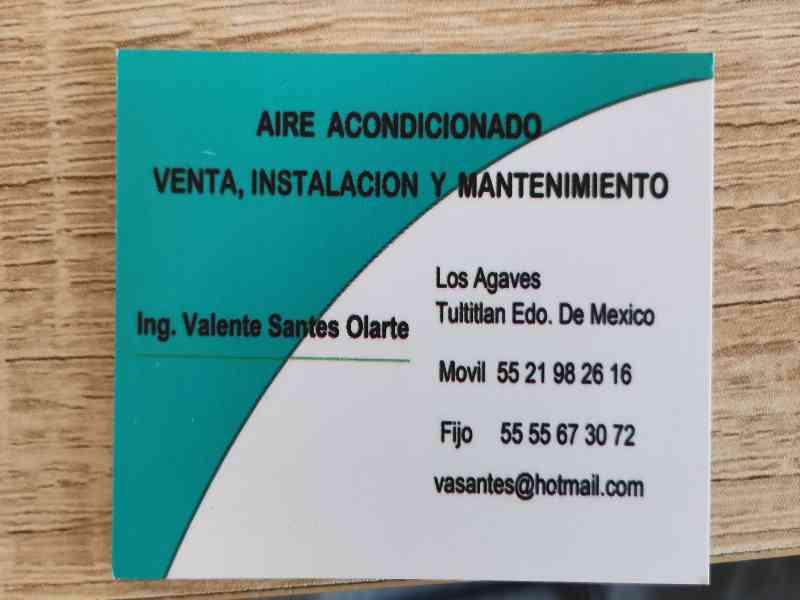 AIRE ACONDICIONADO
VENTA, INSTALACION Y MANTENIMIENTO
Ing. Valente Santes Olarte
Los Agaves
Tultitlan Edo. De Mexico
Movil 55 21 98 26 16
Fijo 55 55 67 30 72
vasantes@hotmail.com